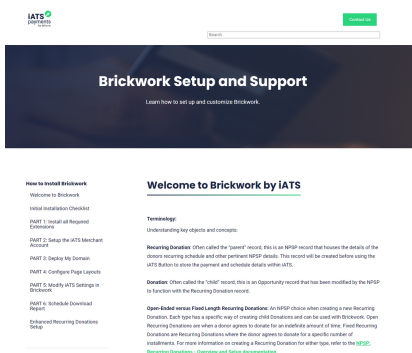 iATS
payments
by deluxe
Contact Us
Search
Brickwork Setup and Support
Learn how to set up and customize Brickwork.
How to Install Brickwork
Welcome to Brickwork
Initial Installation Checklist
PART 1: Install all Required
Extensions
PART 2: Setup the iATS Merchant
Account
PART 3: Deploy My Domain
PART 4: Configure Page Layouts
PART 5: Modify iATS Settings in
Brickwork
PART 6: Schedule Download
Report
Enhanced Recurring Donations
Setup
Welcome to Brickwork by iATS
Terminology:
Understanding key objects and concepts:
Recurring Donation: Often called the "parent" record, this is an NPSP record that houses the details of the
donors recurring schedule and other pertinent NPSP details. This record will be created before using the
iATS Button to store the payment and schedule details within iATS.
Donation: Often called the "child" record, this is an Opportunity record that has been modified by the NPSP
to function with the Recurring Donation record.
Open-Ended versus Fixed Length Recurring Donations: An NPSP choice when creating a new Recurring
Donation. Each type has a specific way of creating child Donations and can be used with Brickwork. Open
Recurring Donations are when a donor agrees to donate for an indefinite amount of time. Fixed Recurring
Donations are Recurring Donations where the donor agrees to donate for a specific number of
installments. For more information on creating a Recurring Donation for either type, refer to the NPSP,
Recurring Donations - Overview and Setup documentation.